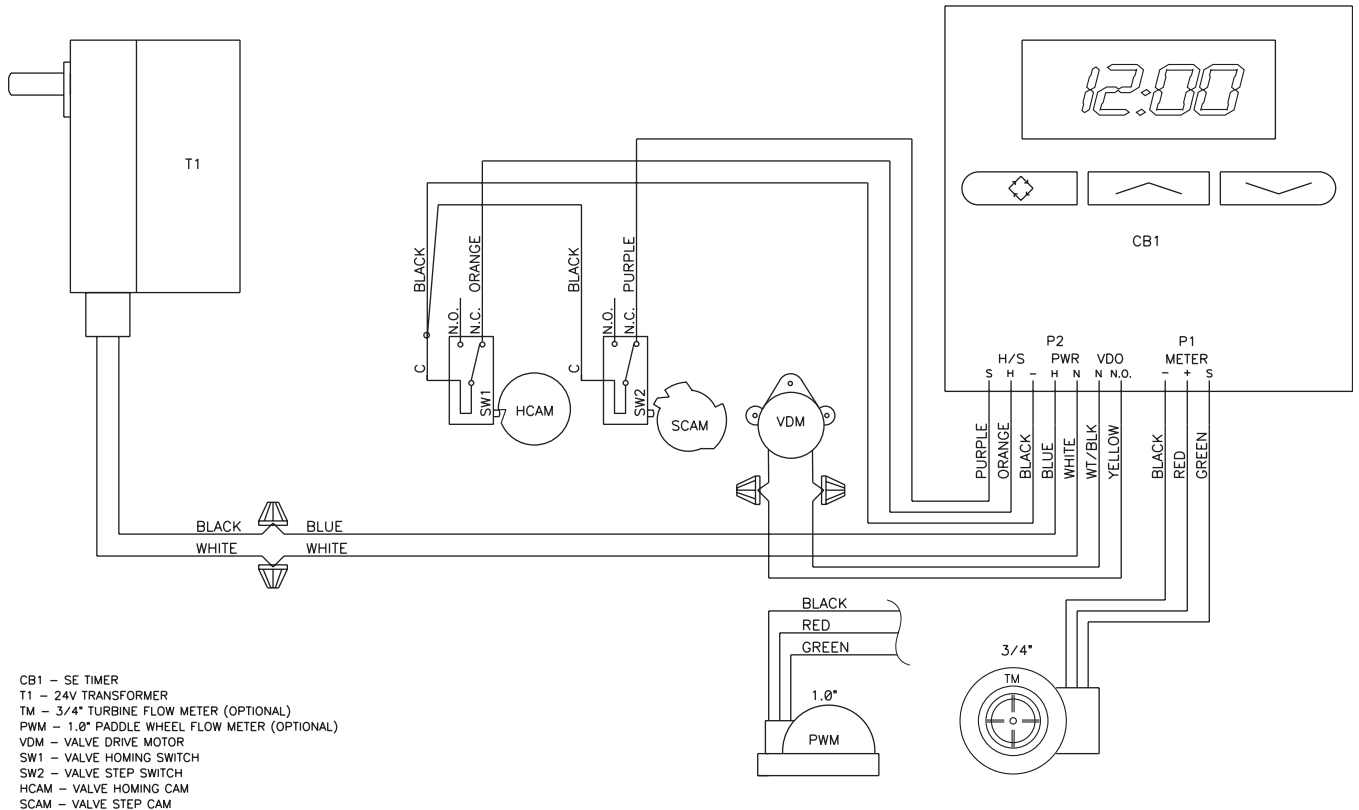 12:00
T1
CB1
BLACK
ORANGE
BLACK
PURPLE
N.O.
N.C.
N.O.
N.C.
C
C
SW1
HCAM
SW2
SCAM
VDM
P2 P1
H/S PWR VDO METER
S H – H N N N.O. – + S
PURPLE
ORANGE
BLACK
BLUE
WHITE
WT/BLK
YELLOW
BLACK
RED
GREEN
BLACK BLUE
WHITE WHITE
BLACK
RED
GREEN
1.0"
PWM
3/4"
TM
CB1 – SE TIMER
T1 – 24V TRANSFORMER
TM – 3/4" TURBINE FLOW METER (OPTIONAL)
PWM – 1.0" PADDLE WHEEL FLOW METER (OPTIONAL)
VDM – VALVE DRIVE MOTOR
SW1 – VALVE HOMING SWITCH
SW2 – VALVE STEP SWITCH
HCAM – VALVE HOMING CAM
SCAM – VALVE STEP CAM